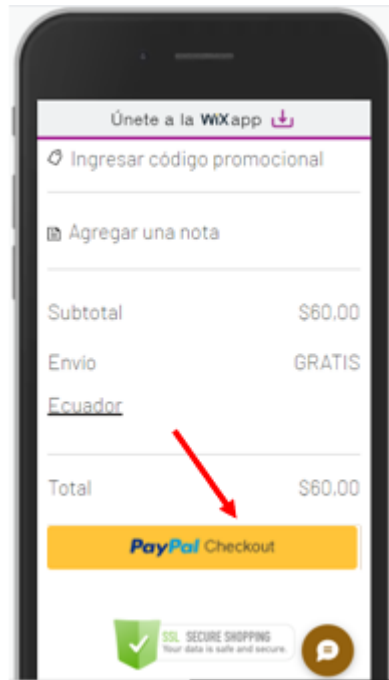 Únete a la WiX app
Ingresar código promocional
Agregar una nota
Subtotal $60,00
Envio GRATIS
Ecuador
Total $60,00
PayPal Checkout
SSL SECURE SHOPPING
Your data is safe and secure.